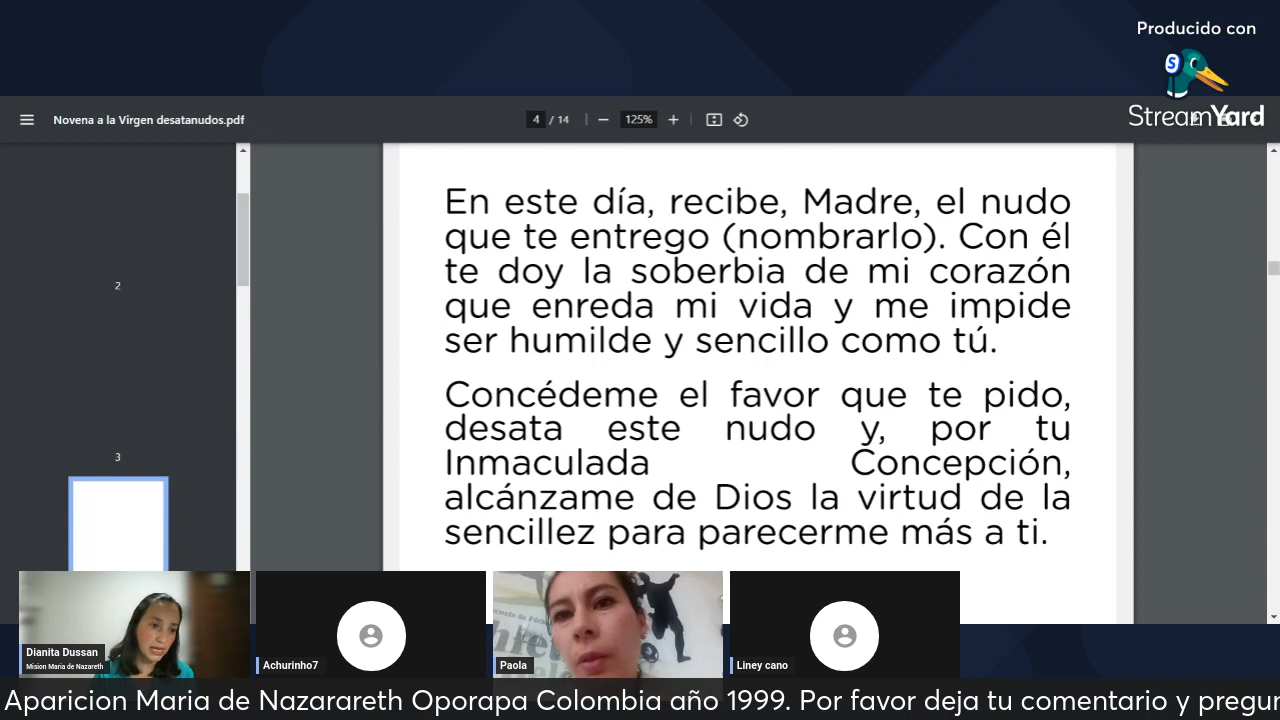 Producido con
StreamYard
Novena a la Virgen desatanudos.pdf
4 / 14
125%
2
3
En este día, recibe, Madre, el nudo
que te entrego (nombrarlo). Con él
te doy la soberbia de mi corazón
que enreda mi vida y me impide
ser humilde y sencillo como tú.
Concédeme el favor que te pido,
desata este nudo y, por tu
Inmaculada Concepción,
alcánzame de Dios la virtud de la
sencillez para parecerme más a ti.
Dianita Dussan
Mision Maria de Nazareth
Achurinho7
Paola
Liney cano
Aparicion Maria de Nazarareth Oporapa Colombia año 1999. Por favor deja tu comentario y pregun